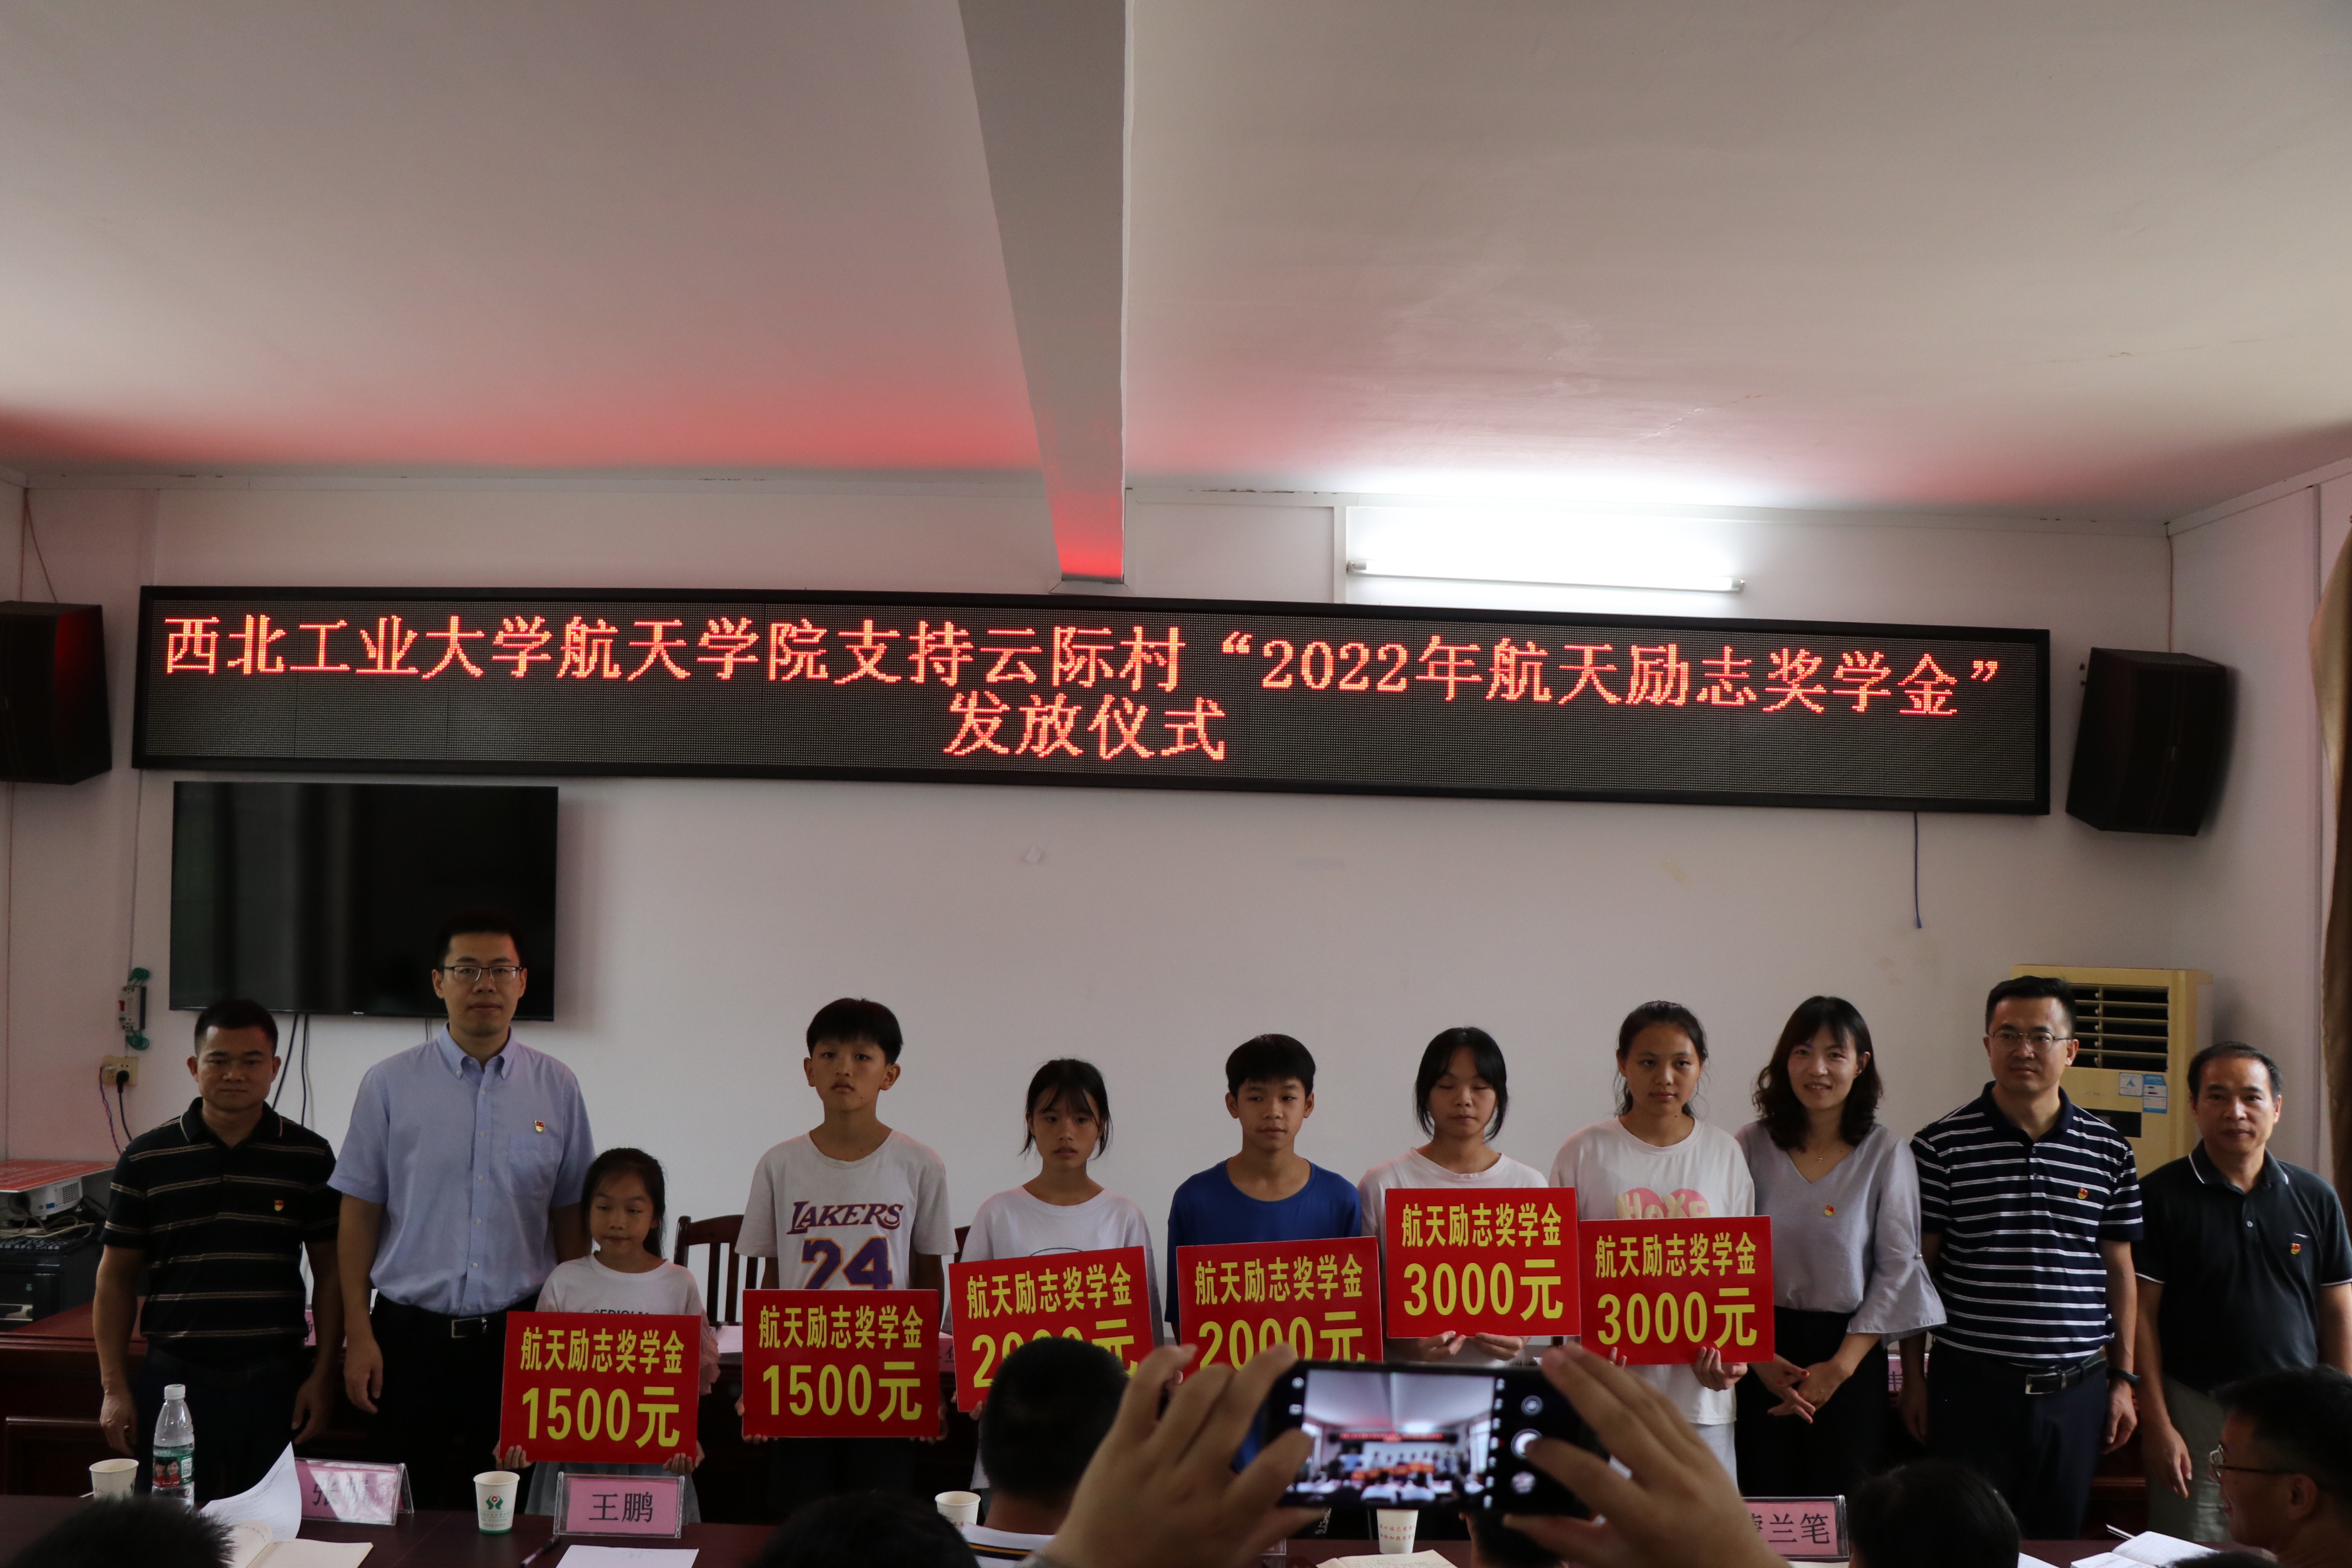 西北工业大学航天学院支持云际村“2022年航天励志奖学金”
发放仪式
LAKERS
24
航天励志奖学金
1500元
航天励志奖学金
1500元
航天励志奖学金
航天励志奖学金
2000元
航天励志奖学金
3000元
航天励志奖学金
3000元
王鹏
兰笔